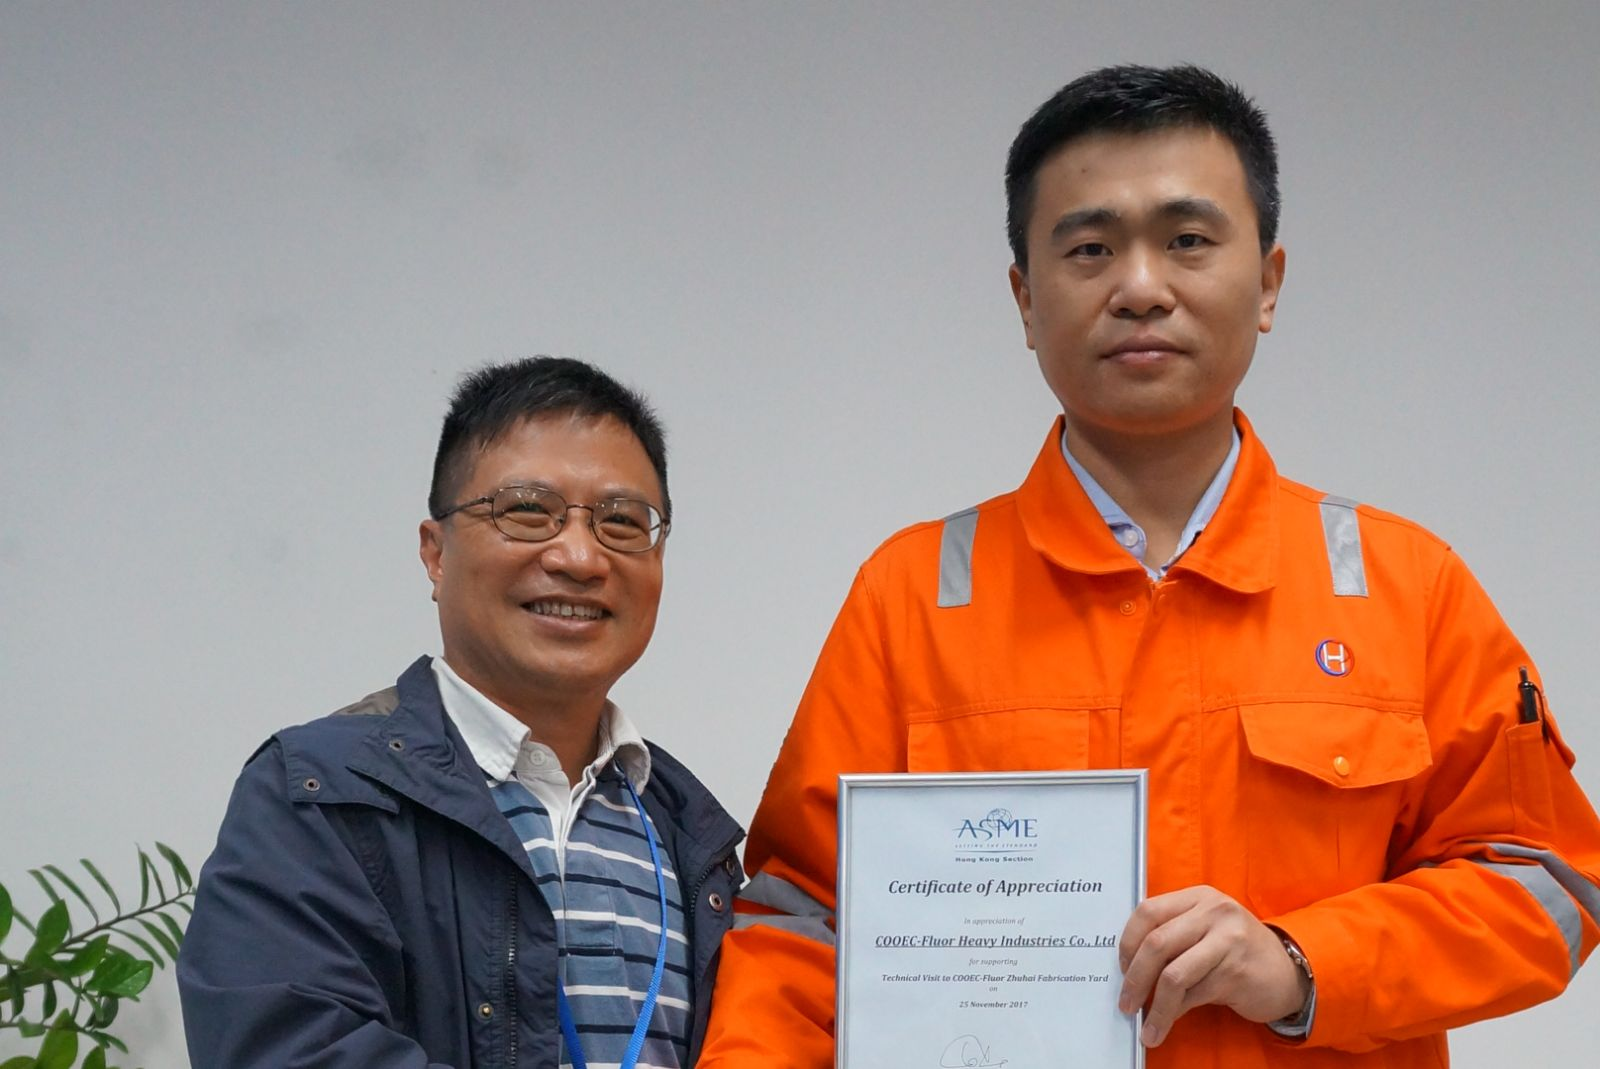 ASME
SETTING THE STANDARD
Hong Kong Section
Certificate of Appreciation
In appreciation of
COOEC-Fluor Heavy Industries Co., Ltd
for supporting
Technical Visit to COOEC-Fluor Zhuhai Fabrication Yard
on
25 November 2017